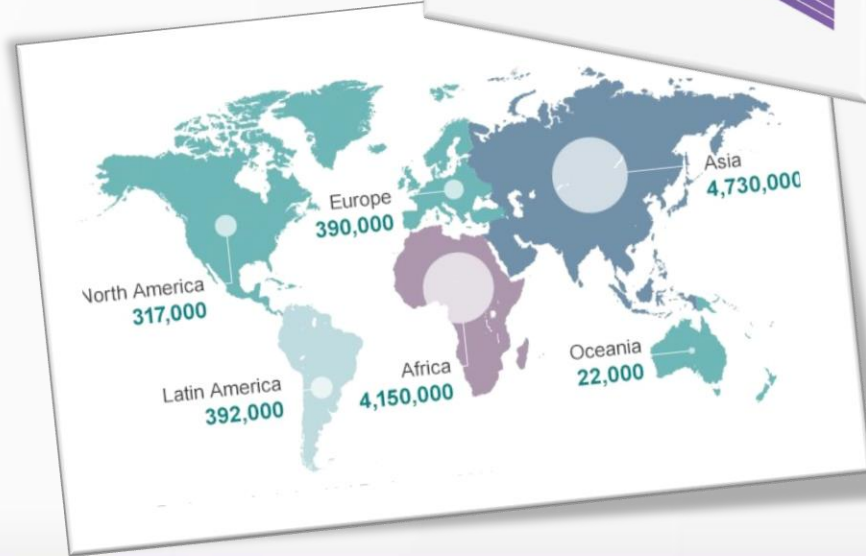 Asia
4,730,000
Europe
390,000
North America
317,000
Africa
4,150,000
Oceania
22,000
Latin America
392,000